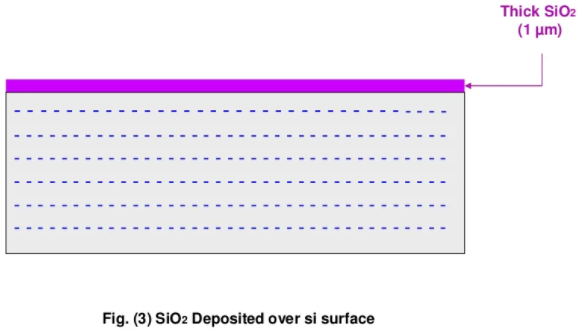 Thick SiO2
(1 µm)
Fig. (3) SiO2 Deposited over si surface